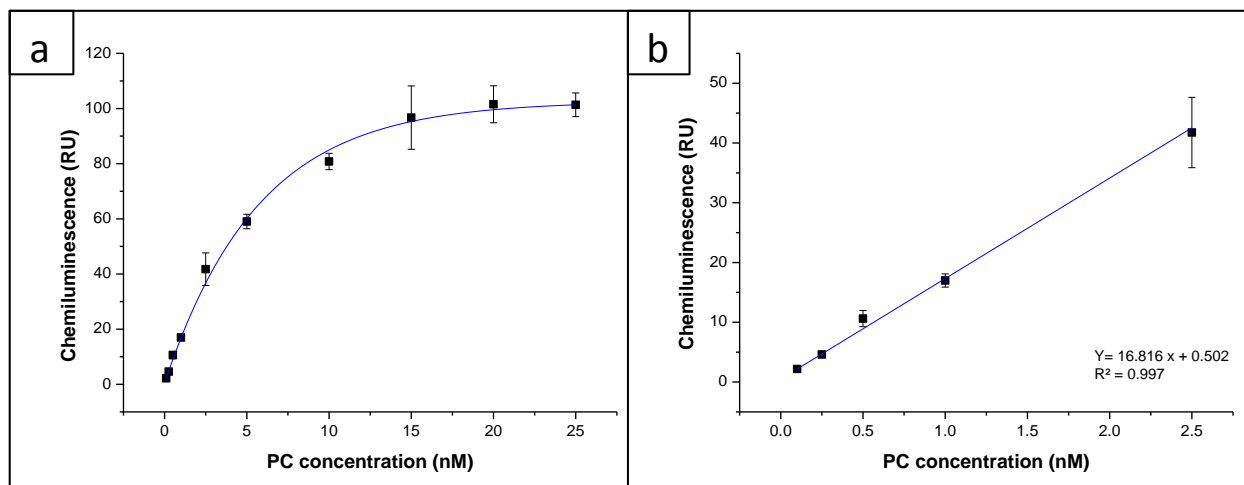 a
120
100
80
60
40
20
0
Chemiluminescence (RU)
0 5 10 15 20 25
PC concentration (nM)
b
50
40
30
20
10
0
Chemiluminescence (RU)
Y= 16.816 x + 0.502
R² = 0.997
0.0 0.5 1.0 1.5 2.0 2.5
PC concentration (nM)